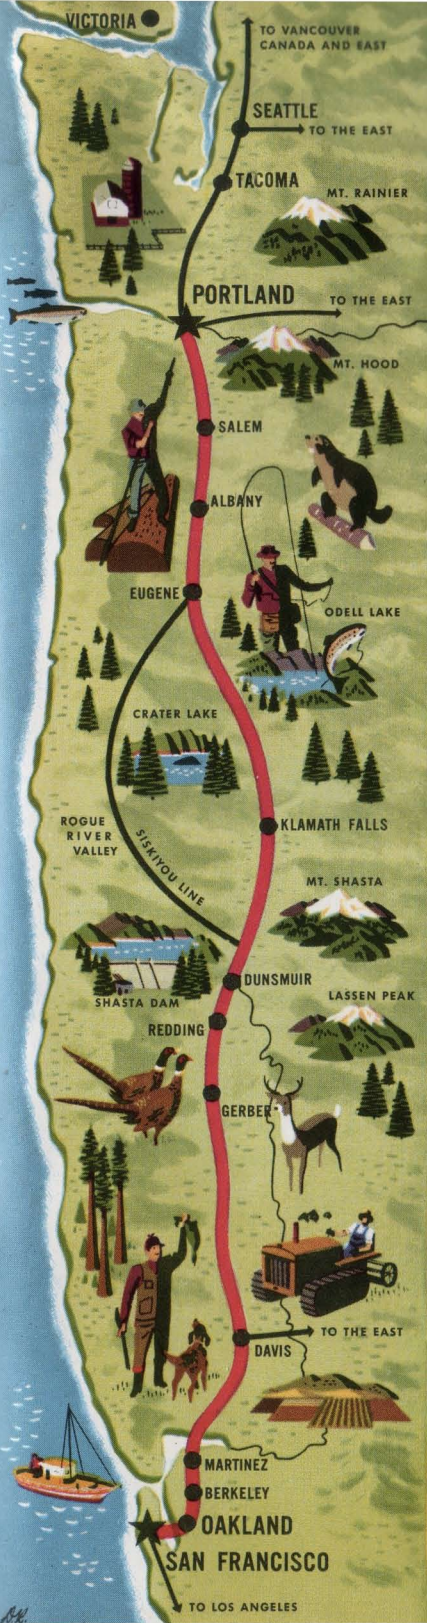 VICTORIA
TO VANCOUVER
CANADA AND EAST
SEATTLE
TO THE EAST
TACOMA
MT. RAINIER
PORTLAND
TO THE EAST
MT. HOOD
SALEM
ALBANY
EUGENE
ODELL LAKE
CRATER LAKE
ROGUE
RIVER
VALLEY
SISKIYOU LINE
KLAMATH FALLS
MT. SHASTA
DUNSMUIR
SHASTA DAM
LASSEN PEAK
REDDING
GERBER
TO THE EAST
DAVIS
MARTINEZ
BERKELEY
OAKLAND
SAN FRANCISCO
TO LOS ANGELES